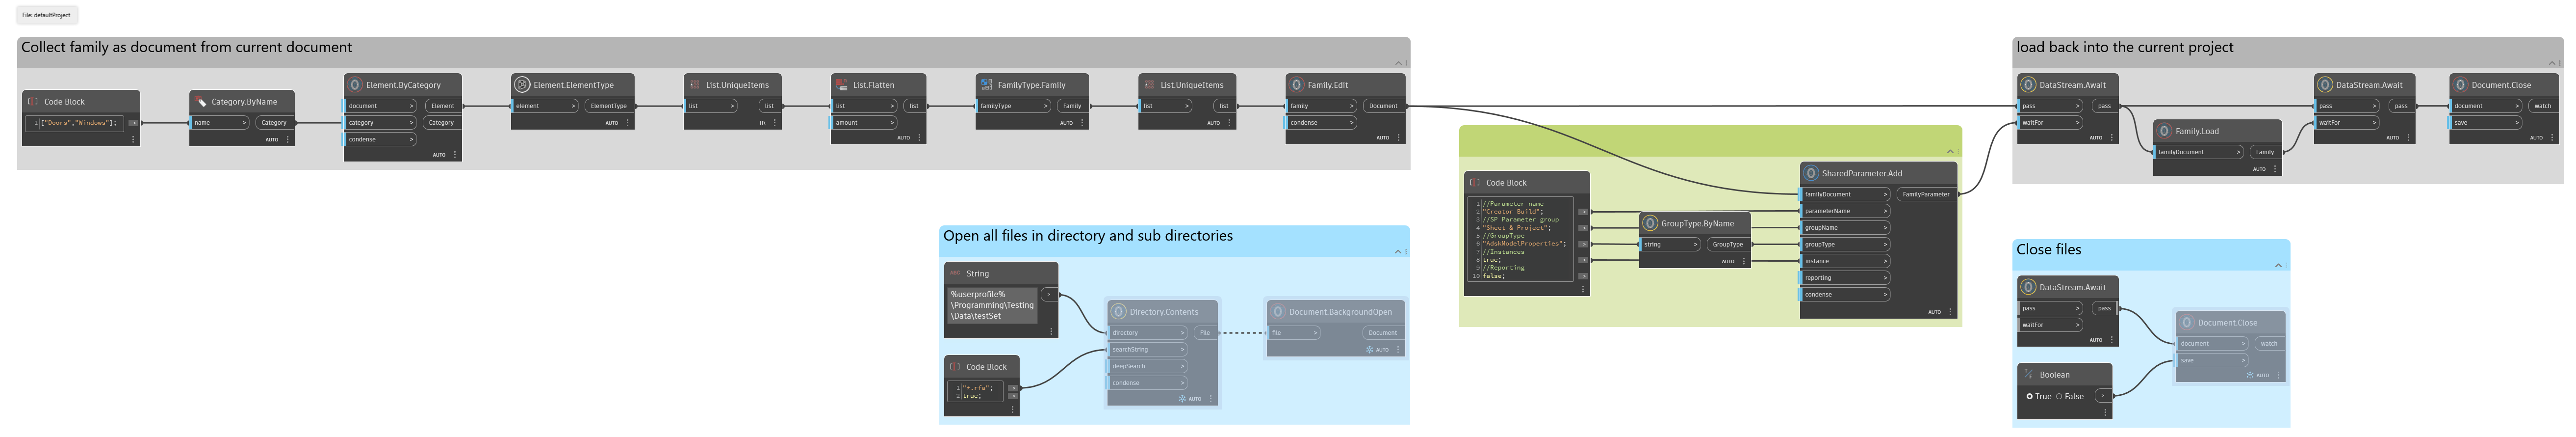 File: defaultProject
Collect family as document from current document
Code Block
1 ["Doors","Windows"];
>
Category.ByName
name >
Category
AUTO
Element.ByCategory
document >
Element
category >
Category
condense >
AUTO
Element.ElementType
element >
ElementType
AUTO
List.UniqueItems
list >
list
List.Flatten
list >
list
amount >
AUTO
FamilyType.Family
familyType >
Family
AUTO
List.UniqueItems
list >
list
AUTO
Family.Edit
family >
Document
condense >
AUTO
Code Block
1 //Parameter name
2 "Creator Build";
3 //SP Parameter group
4 "Sheet & Project";
5 //GroupType
6 "AdskModelProperties";
7 //Instances
8 true;
9 //Reporting
10 false;
>
>
>
>
>
GroupType.ByName
string >
GroupType
AUTO
SharedParameter.Add
familyDocument >
FamilyParameter
parameterName >
groupName >
groupType >
instance >
reporting >
condense >
AUTO
load back into the current project
DataStream.Await
pass >
pass
waitFor >
AUTO
Family.Load
familyDocument >
Family
AUTO
DataStream.Await
pass >
pass
waitFor >
AUTO
Document.Close
document >
watch
save >
AUTO
Open all files in directory and sub directories
ABC String
%userprofile%
\Programming\Testing
\Data\testSet
>
Code Block
1 "*.rfa";
2 true;
>
>
Directory.Contents
directory >
File
searchString >
deepSearch >
condense >
AUTO
Document.BackgroundOpen
file >
Document
AUTO
Close files
DataStream.Await
pass >
pass
waitFor >
AUTO
Boolean
True False
>
Document.Close
document >
watch
save >
AUTO